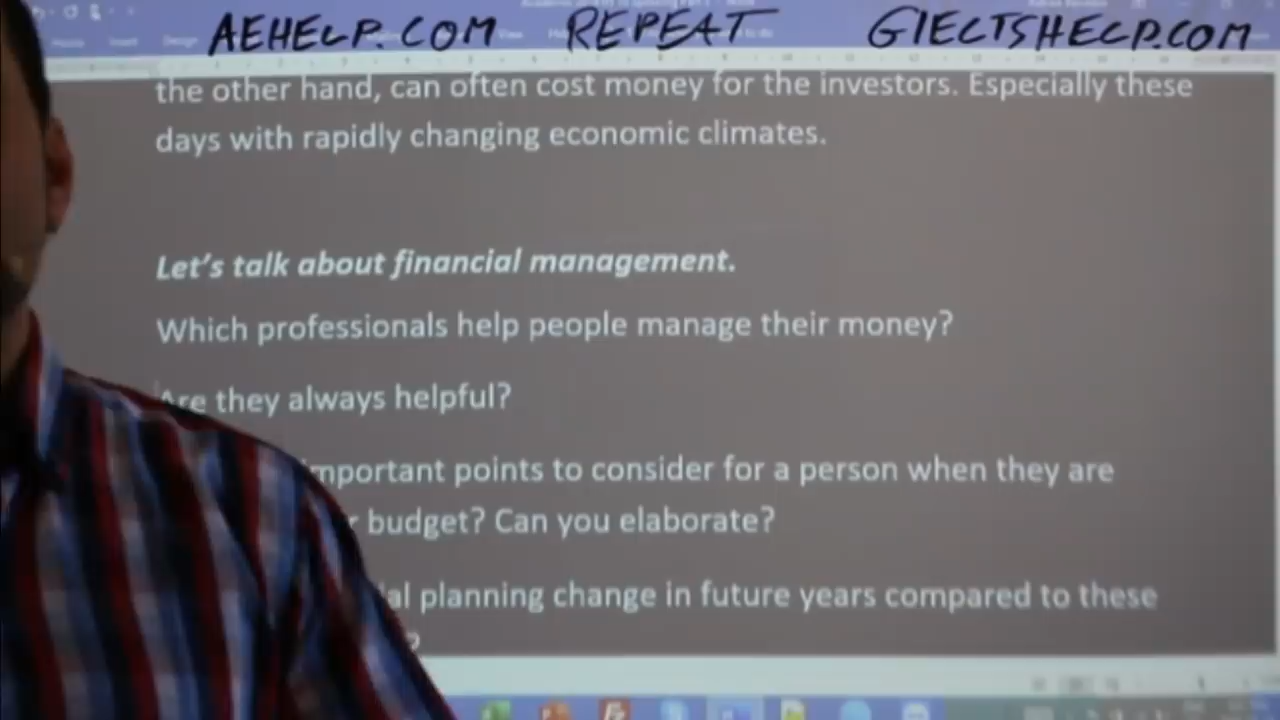 AEHELP.COM REPEAT GIELTSHELP.COM
the other hand, can often cost money for the investors. Especially these
days with rapidly changing economic climates.
Let's talk about financial management.
Which professionals help people manage their money?
Are they always helpful?
important points to consider for a person when they are
budget? Can you elaborate?
planning change in future years compared to these